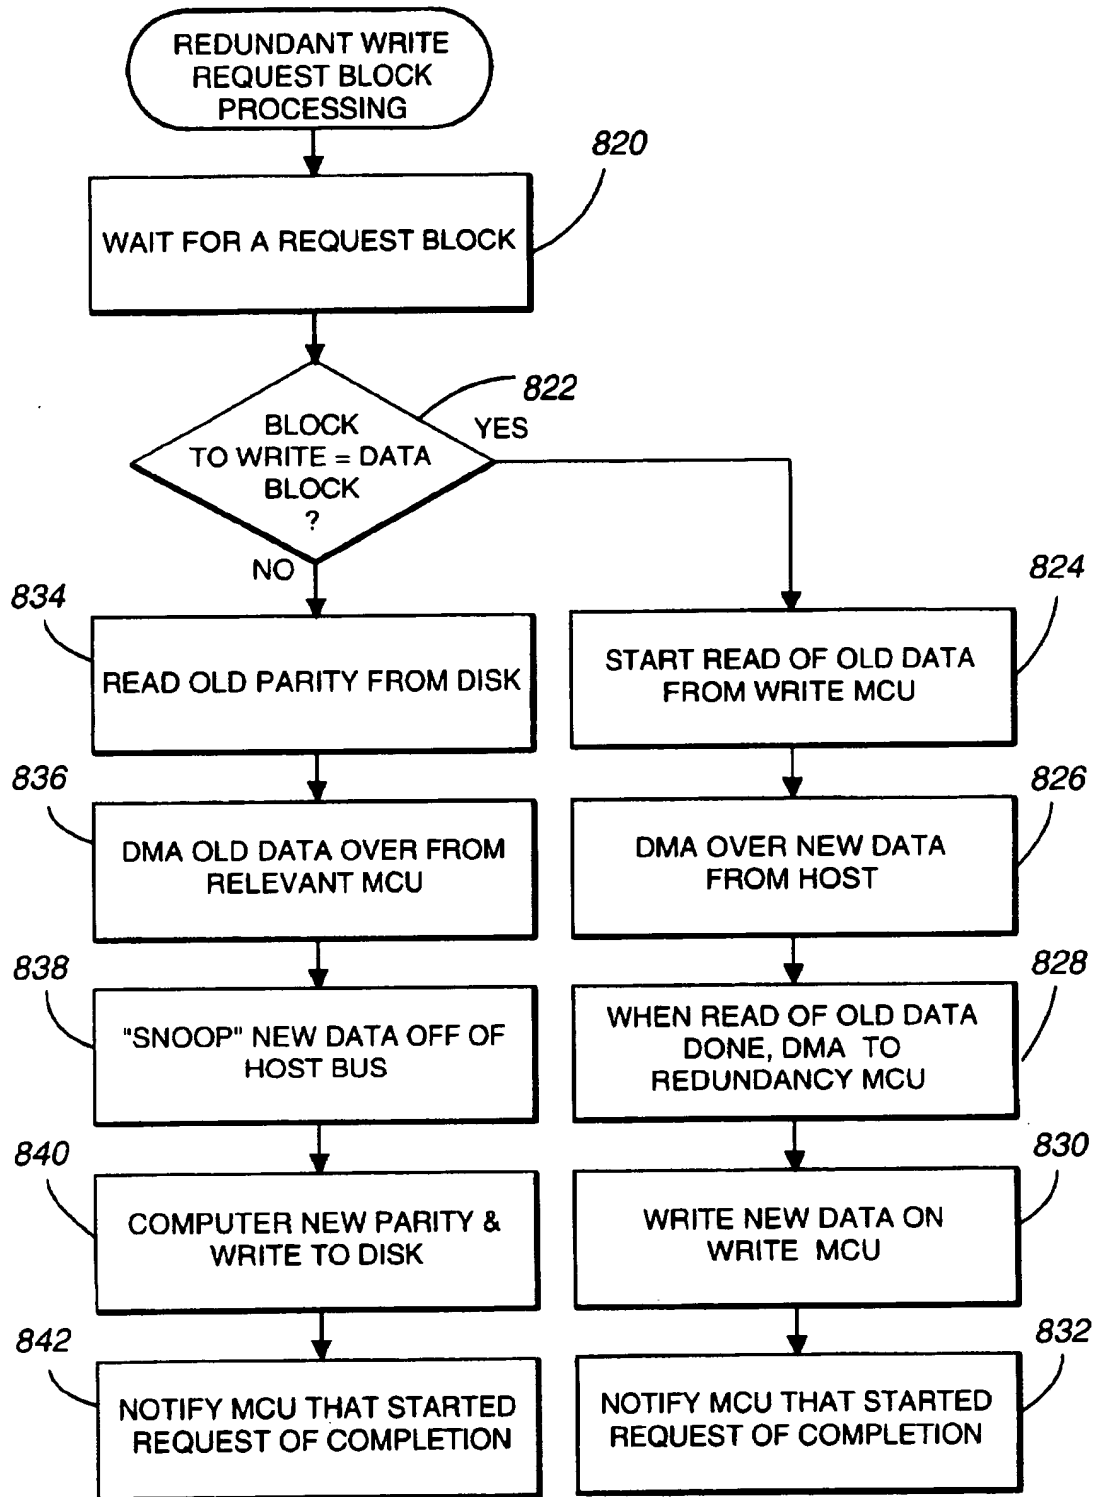 REDUNDANT WRITE
REQUEST BLOCK
PROCESSING
820
WAIT FOR A REQUEST BLOCK
822
BLOCK
TO WRITE = DATA
BLOCK
?
YES
NO
834
READ OLD PARITY FROM DISK
836
DMA OLD DATA OVER FROM
RELEVANT MCU
838
"SNOOP" NEW DATA OFF OF
HOST BUS
840
COMPUTER NEW PARITY &
WRITE TO DISK
842
NOTIFY MCU THAT STARTED
REQUEST OF COMPLETION
824
START READ OF OLD DATA
FROM WRITE MCU
826
DMA OVER NEW DATA
FROM HOST
828
WHEN READ OF OLD DATA
DONE, DMA TO
REDUNDANCY MCU
830
WRITE NEW DATA ON
WRITE MCU
832
NOTIFY MCU THAT STARTED
REQUEST OF COMPLETION